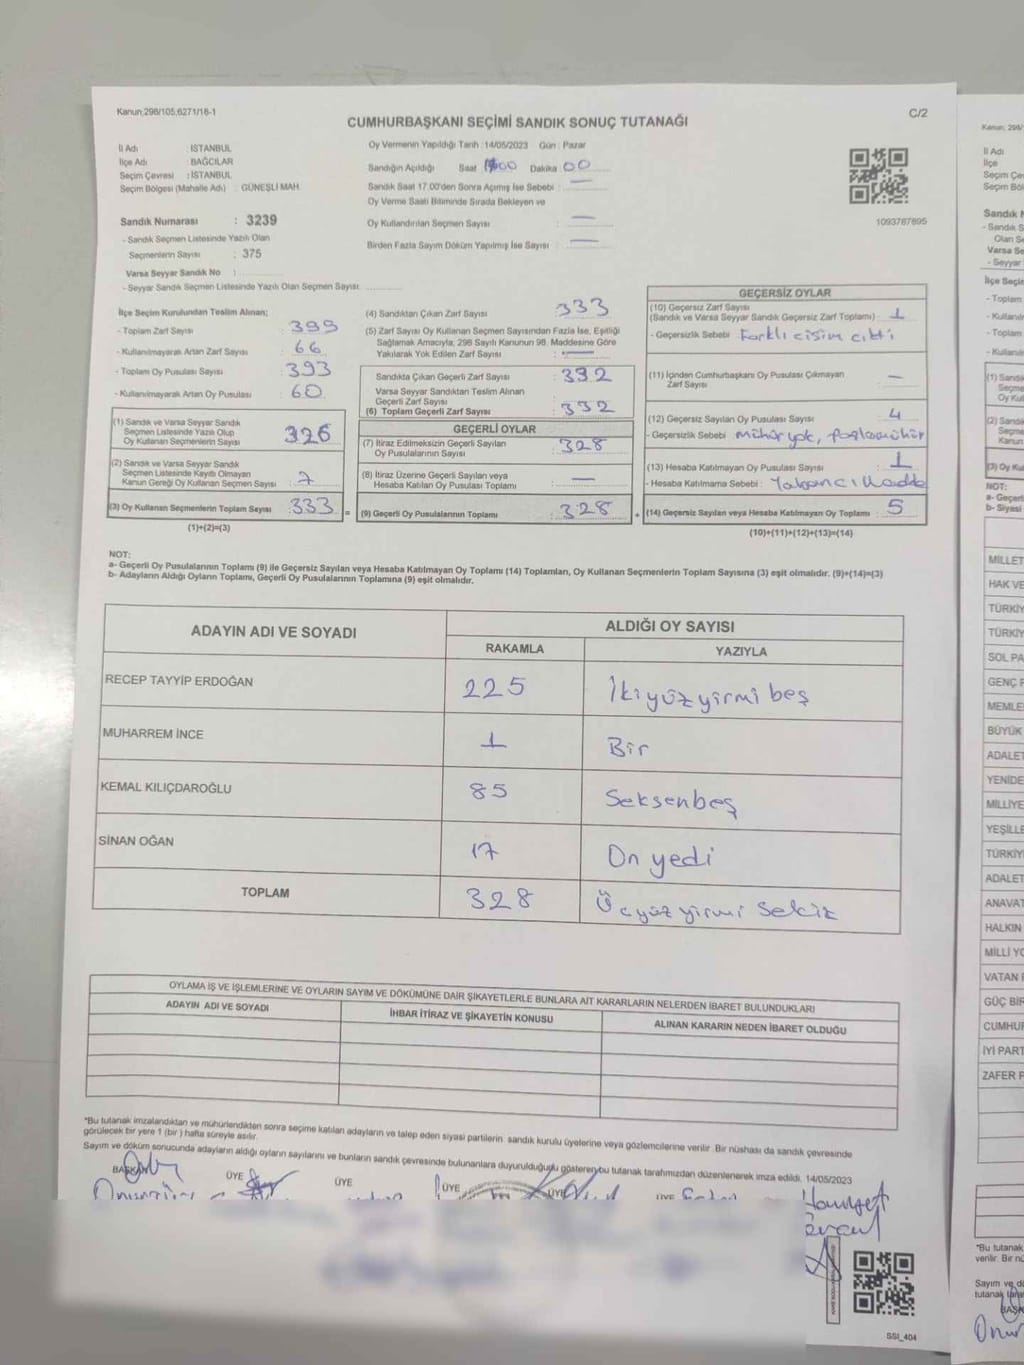 Kanun,298/105,6271/18-1
C/2
CUMHURBAŞKANI SEÇİMİ SANDIK SONUÇ TUTANAĞI
İl Adı : İSTANBUL
İlçe Adı : BAĞCILAR
Seçim Çevresi : İSTANBUL
Seçim Bölgesi (Mahalle Adı) : GÜNEŞLİ MAH.
Oy Vermenin Yapıldığı Tarih :14/05/2023 Gün : Pazar
Sandığın Açıldığı Saat Dakika 00
Sandık Saat 17.00'den Sonra Açılmış İse Sebebi : —
Oy Verme Saati Bitiminde Sırada Bekleyen ve
Oy Kullandırılan Seçmen Sayısı : —
Birden Fazla Sayım Döküm Yapılmış İse Sayısı : —
1093787895
Sandık Numarası : 3239
- Sandık Seçmen Listesinde Yazılı Olan
Seçmenlerin Sayısı : 375
Varsa Seyyar Sandık No :
- Seyyar Sandık Seçmen Listesinde Yazılı Olan Seçmen Sayısı:
İlçe Seçim Kurulundan Teslim Alınan;
- Toplam Zarf Sayısı : 399
- Kullanılmayarak Artan Zarf Sayısı : 66
- Toplam Oy Pusulası Sayısı : 393
- Kullanılmayarak Artan Oy Pusulası : 60
(1) Sandık ve Varsa Seyyar Sandık
Seçmen Listesinde Yazılı Olup
Oy Kullanan Seçmenlerin Sayısı : 326
(2) Sandık ve Varsa Seyyar Sandık
Seçmen Listesinde Kayıtlı Olmayan
Kanun Gereği Oy Kullanan Seçmen Sayısı : 7
(3) Oy Kullanan Seçmenlerin Toplam Sayısı : 333 =
(1)+(2)=(3)
(4) Sandıktan Çıkan Zarf Sayısı : 333
(5) Zarf Sayısı Oy Kullanan Seçmen Sayısından Fazla İse, Eşitliği
Sağlamak Amacıyla, 298 Sayılı Kanunun 98. Maddesine Göre
Yakılarak Yok Edilen Zarf Sayısı : —
Sandıkta Çıkan Geçerli Zarf Sayısı : 332
Varsa Seyyar Sandıktan Teslim Alınan
Geçerli Zarf Sayısı
(6) Toplam Geçerli Zarf Sayısı : 332
GEÇERLİ OYLAR
(7) İtiraz Edilmeksizin Geçerli Sayılan
Oy Pusulalarının Sayısı : 328
(8) İtiraz Üzerine Geçerli Sayılan veya
Hesaba Katılan Oy Pusulası Toplamı : —
(9) Geçerli Oy Pusulalarının Toplamı : 328 +
GEÇERSİZ OYLAR
(10) Geçersiz Zarf Sayısı
(Sandık ve Varsa Seyyar Sandık Geçersiz Zarf Toplamı) : 1
- Geçersizlik Sebebi : Farklı cisim çıktı
(11) İçinden Cumhurbaşkanı Oy Pusulası Çıkmayan
Zarf Sayısı : —
(12) Geçersiz Sayılan Oy Pusulası Sayısı : 4
- Geçersizlik Sebebi : mühür yok, fazla mühür
(13) Hesaba Katılmayan Oy Pusulası Sayısı : 1
- Hesaba Katılmama Sebebi : Yabancı Madde
(14) Geçersiz Sayılan veya Hesaba Katılmayan Oy Toplamı : 5
(10)+(11)+(12)+(13)=(14)
NOT:
a- Geçerli Oy Pusulalarının Toplamı (9) ile Geçersiz Sayılan veya Hesaba Katılmayan Oy Toplamı (14) Toplamları, Oy Kullanan Seçmenlerin Toplam Sayısına (3) eşit olmalıdır. (9)+(14)=(3)
b- Adayların Aldığı Oyların Toplamı, Geçerli Oy Pusulalarının Toplamına (9) eşit olmalıdır.
ADAYIN ADI VE SOYADI ALDIĞI OY SAYISI
RAKAMLA YAZIYLA
RECEP TAYYİP ERDOĞAN 225 İkiyüzyirmi beş
MUHARREM İNCE 1 Bir
KEMAL KILIÇDAROĞLU 85 Seksenbeş
SİNAN OĞAN 17 On yedi
TOPLAM 328 Üçyüzyirmi sekiz
OYLAMA İŞ VE İŞLEMLERİNE VE OYLARIN SAYIM VE DÖKÜMÜNE DAİR ŞİKAYETLERLE BUNLARA AİT KARARLARIN NELERDEN İBARET BULUNDUKLARI
ADAYIN ADI VE SOYADI İHBAR İTİRAZ VE ŞİKAYETİN KONUSU ALINAN KARARIN NEDEN İBARET OLDUĞU
*Bu tutanak imzalandıktan ve mühürlendikten sonra seçime katılan adayların ve talep eden siyasi partilerin sandık kurulu üyelerine veya gözlemcilerine verilir. Bir nüshası da sandık çevresinde
görülecek bir yere 1 (bir) hafta süreyle asılır.
Sayım ve döküm sonucunda adayların aldığı oyların sayılarını ve bunların sandık çevresinde bulunanlara duyurulduğunu gösteren bu tutanak tarafımızdan düzenlenerek imza edildi. 14/05/2023
BAŞKAN ÜYE ÜYE ÜYE ÜYE ÜYE
SSI_404
Kanun, 298/
İl Adı
İlçe
Seçim Çev
Seçim Böl
Sandık N
- Sandık S
Olan Se
Varsa Se
- Seyyar
İlçe Seçim
- Toplam
- Kullanılm
- Toplam
- Kullanılm
(1) Sandık
Seçme
Oy Kul
(2) Sandık
(3) Oy Ku
NOT:
a- Geçerl
b- Siyasi
MİLLET
HAK VE
TÜRKİY
TÜRKİY
SOL PA
GENÇ P
MEMLE
BÜYÜK
ADALET
YENİDE
MİLLİYE
YEŞİLLE
TÜRKİY
ADALET
ANAVAT
HALKIN
MİLLİ YO
VATAN P
GÜÇ BİR
CUMHUR
İYİ PART
ZAFER P
*Bu tutanak
verilir. Bir nü
Sayım ve dö
tutanak tara
BAŞK